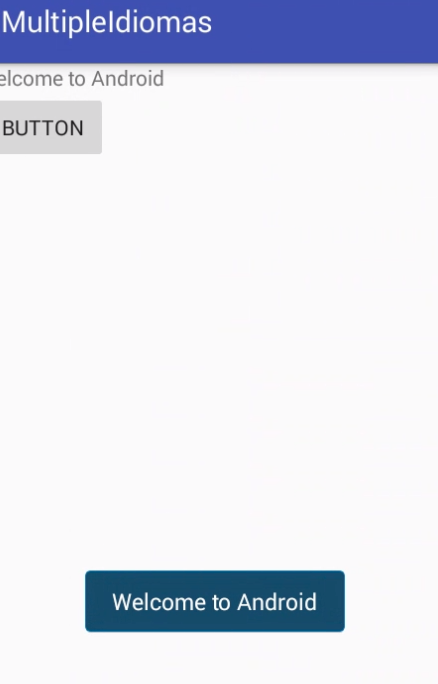 MultipleIdiomas
elcome to Android
BUTTON
Welcome to Android